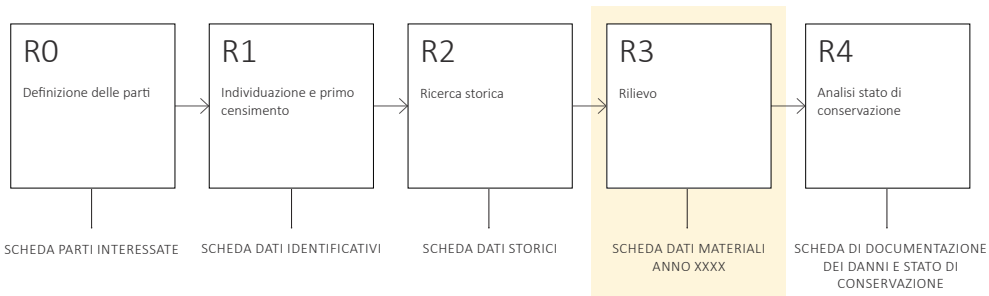 R0
Definizione delle parti
R1
Individuazione e primo
censimento
R2
Ricerca storica
R3
Rilievo
R4
Analisi stato di
conservazione
SCHEDA PARTI INTERESSATE
SCHEDA DATI IDENTIFICATIVI
SCHEDA DATI STORICI
SCHEDA DATI MATERIALI
ANNO XXXX
SCHEDA DI DOCUMENTAZIONE
DEI DANNI E STATO DI
CONSERVAZIONE